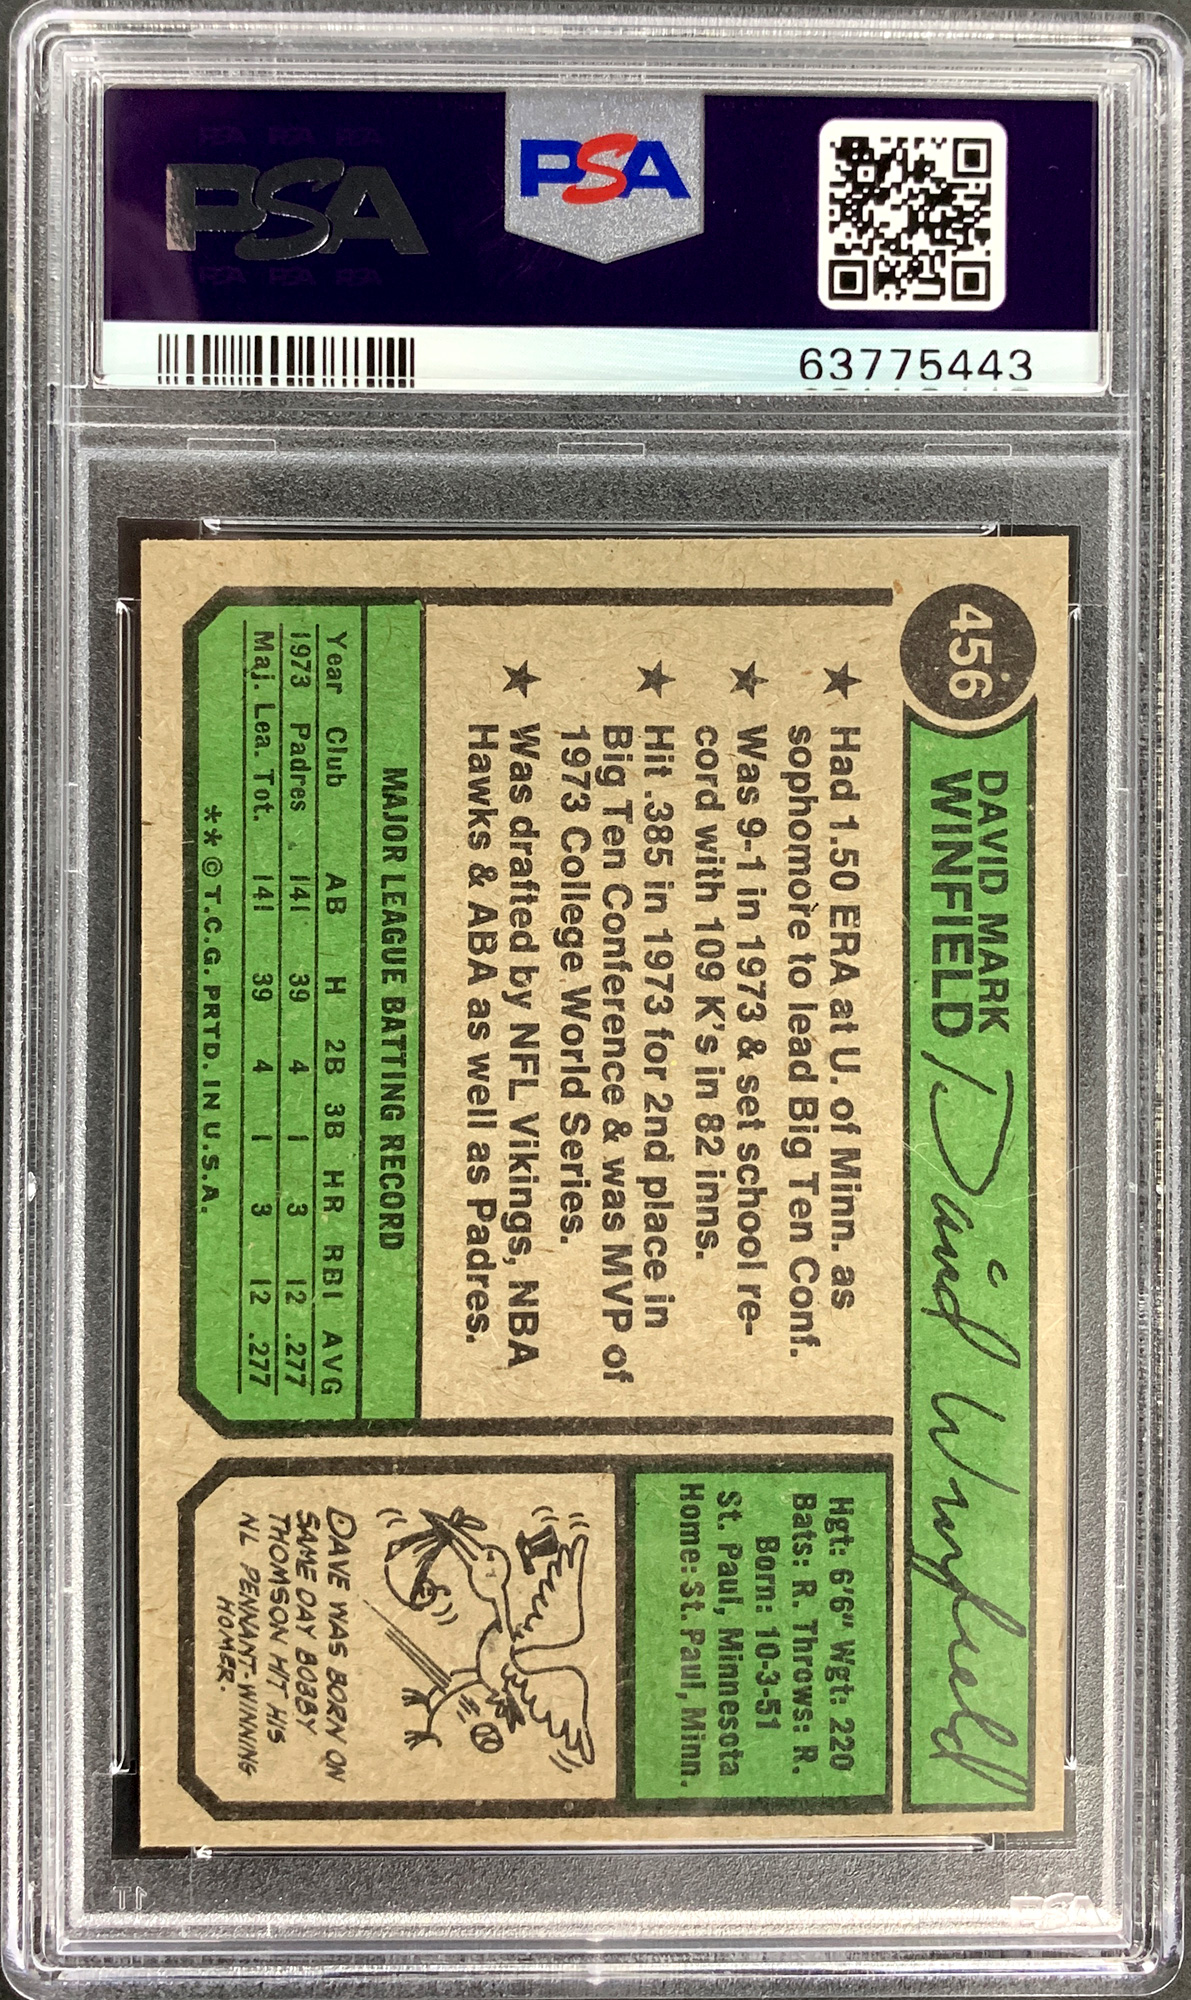 PSA
PSA
63775443
456
DAVID MARK
WINFIELD
David Winfield
★ Had 1.50 ERA at U. of Minn. as
sophomore to lead Big Ten Conf.
★ Was 9-1 in 1973 & set school re-
cord with 109 K's in 82 inns.
★ Hit .385 in 1973 for 2nd place in
Big Ten Conference & was MVP of
1973 College World Series.
★ Was drafted by NFL Vikings, NBA
Hawks & ABA as well as Padres.
Hgt: 6'6" Wgt: 220
Bats: R. Throws: R.
Born: 10-3-51
St. Paul, Minnesota
Home: St. Paul, Minn.
MAJOR LEAGUE BATTING RECORD
Year Club AB H 2B 3B HR RBI AVG
1973 Padres 141 39 4 1 3 12 .277
Maj. Lea. Tot. 141 39 4 1 3 12 .277
** © T.C.G. PRTD. IN U.S.A.
DAVE WAS BORN ON
SAME DAY BOBBY
THOMSON HIT HIS
NL PENNANT-WINNING
HOMER.
PSA